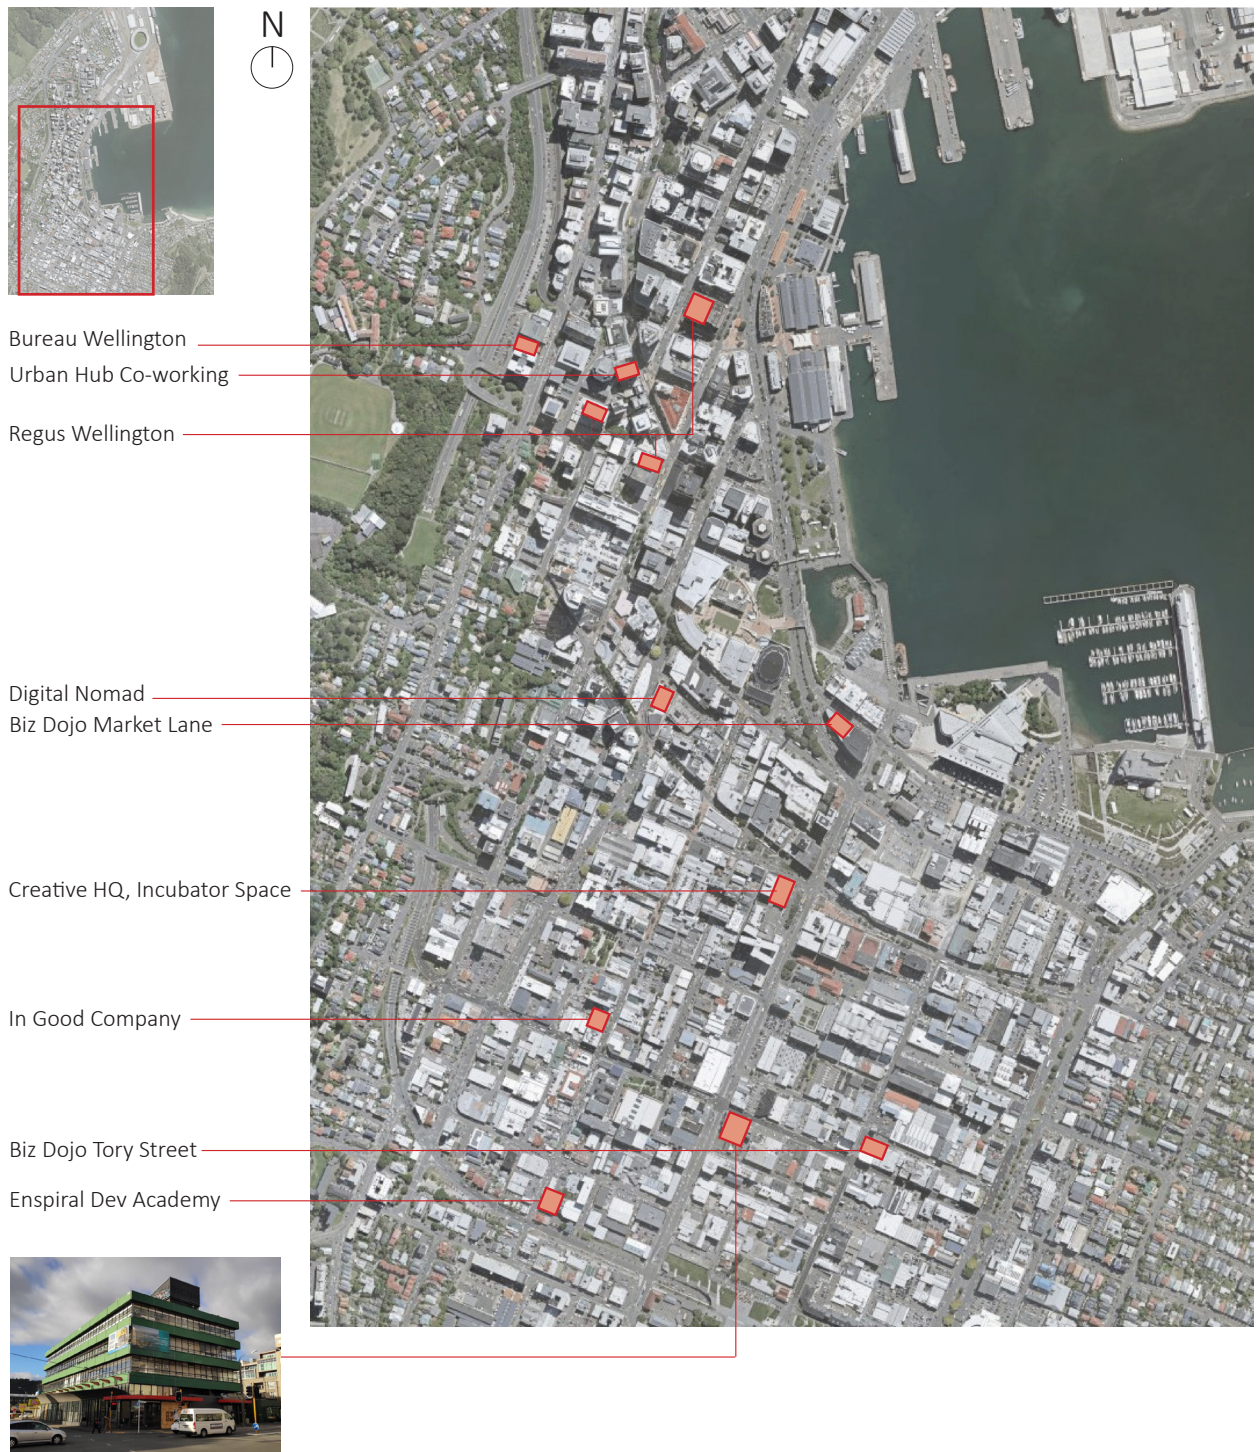 N
Bureau Wellington
Urban Hub Co-working
Regus Wellington
Digital Nomad
Biz Dojo Market Lane
Creative HQ, Incubator Space
In Good Company
Biz Dojo Tory Street
Enspiral Dev Academy